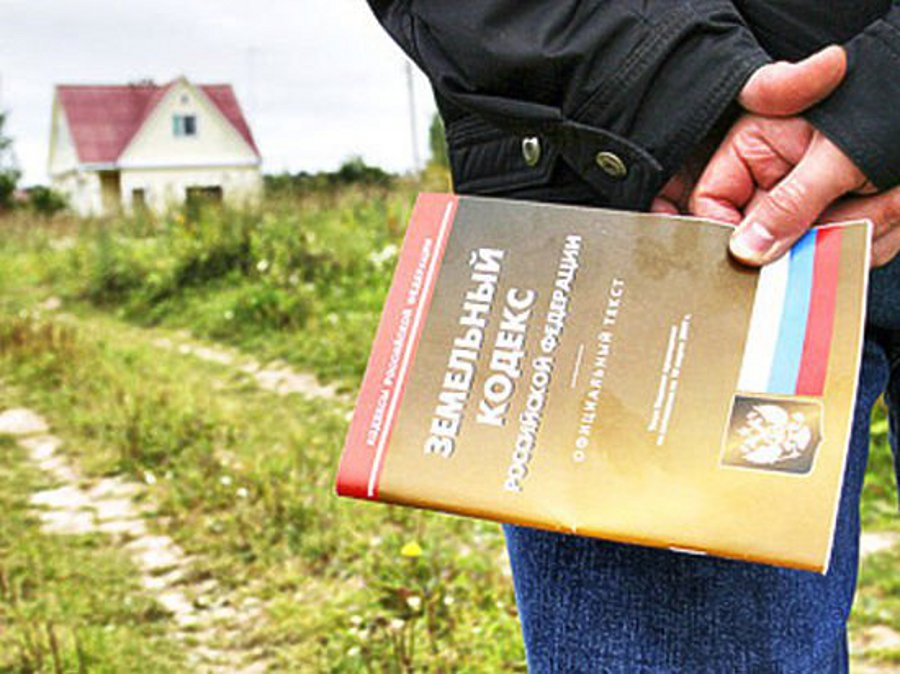 КОДЕКСЫ РОССИЙСКОЙ ФЕДЕРАЦИИ
ЗЕМЕЛЬНЫЙ
КОДЕКС
РОССИЙСКОЙ ФЕДЕРАЦИИ
ОФИЦИАЛЬНЫЙ ТЕКСТ